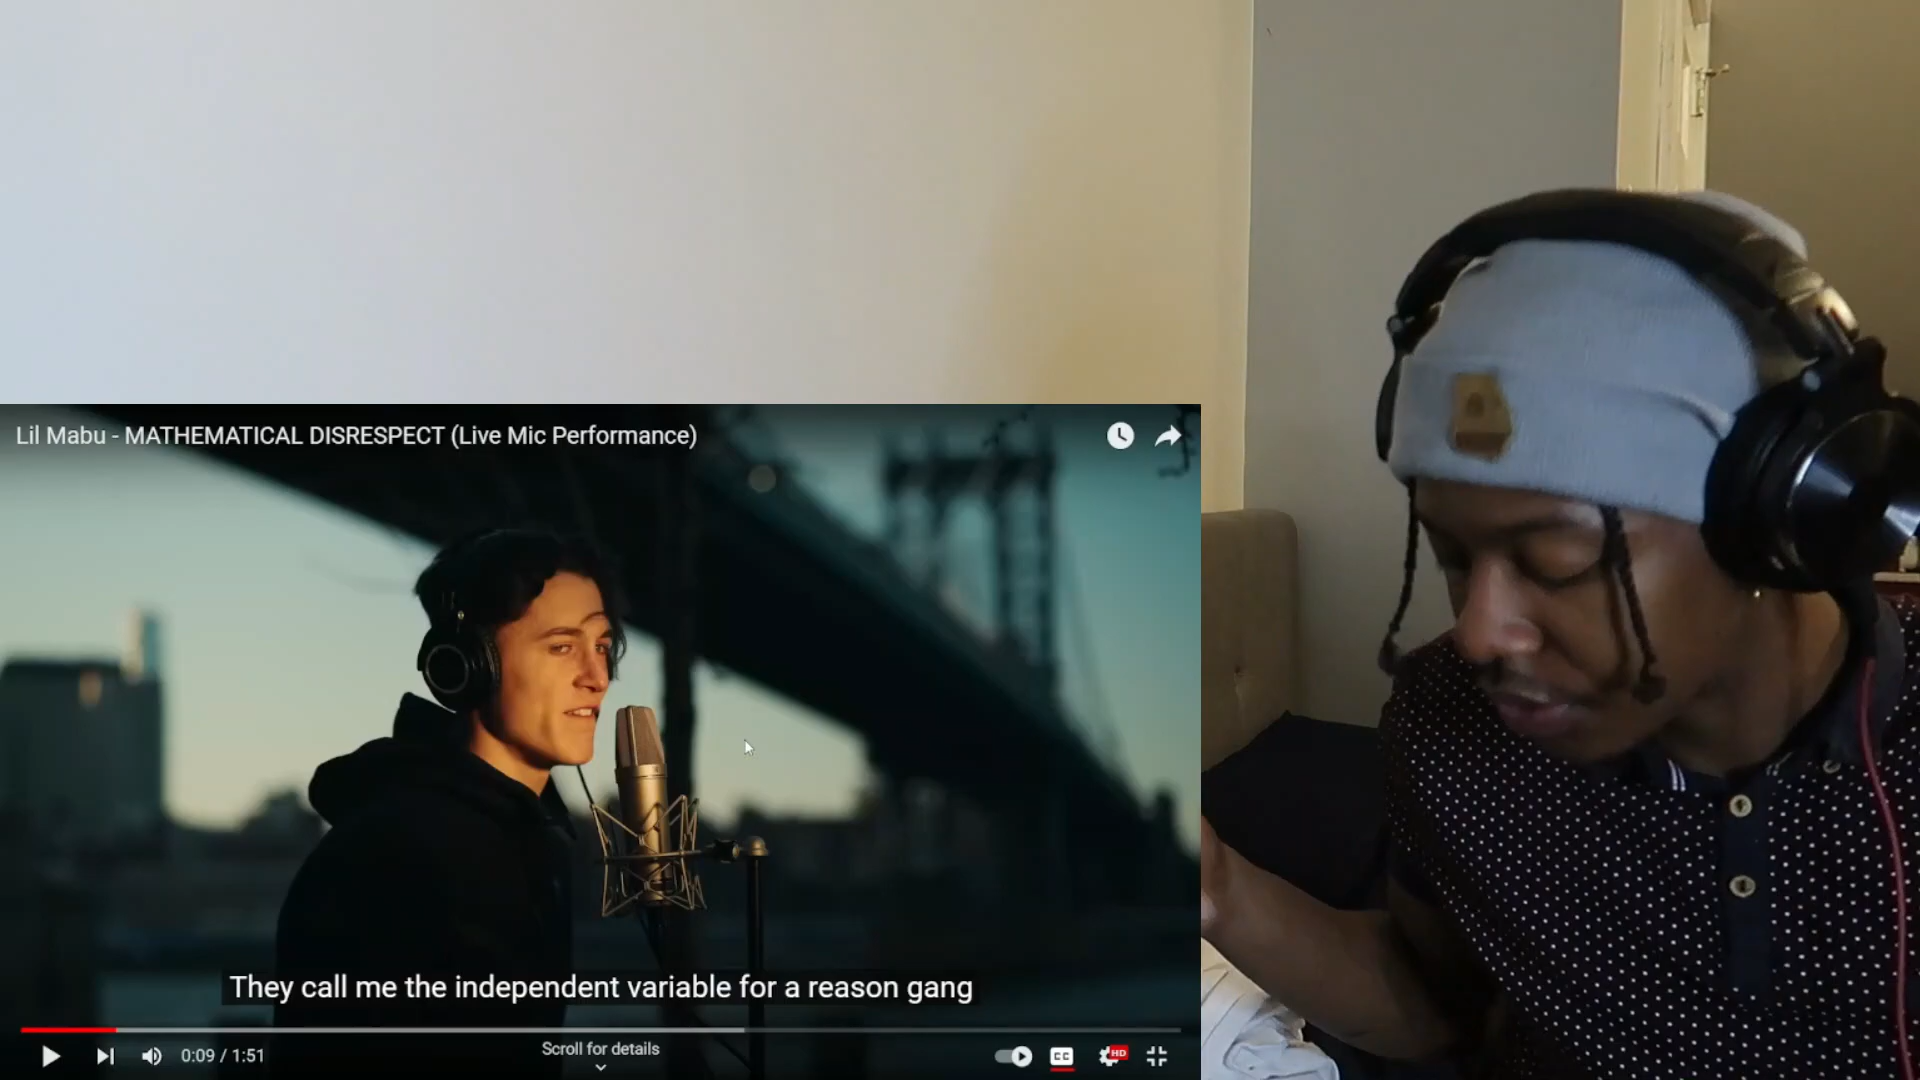 Lil Mabu - MATHEMATICAL DISRESPECT (Live Mic Performance)
They call me the independent variable for a reason gang
0:09 / 1:51
Scroll for details
CC
HD